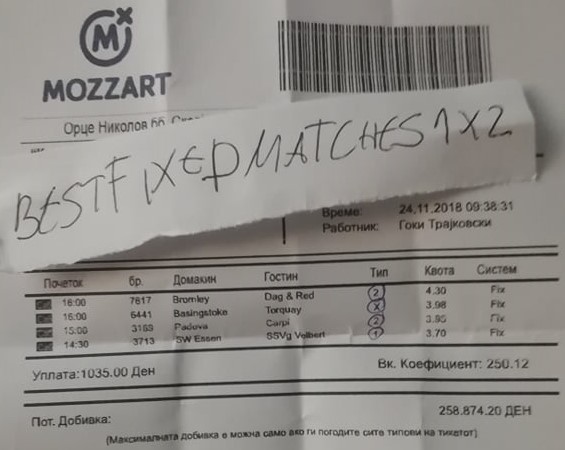 MOZZART
Орце Николов бб,
BESTFIXEDMATCHES1X2
Време: 24.11.2018 09:38:31
Работник: Гоки Трајковски
Почеток бр. Домакин Гостин Тип Квота Систем
16:00 7617 Bromley Dag & Red 2 4.30 Fix
16:00 6441 Basingstoke Torquay X 3.98 Fix
15:00 3169 Padova Carpi 2 3.95 Fix
14:30 3713 SW Essen SSVg Velbert 1 3.70 Fix
Уплата:1035.00 Ден Вк. Коефициент: 250.12
Пот. Добивка: 258.874.20 ДЕН
(Максималната добивка е можна само ако ги погодите сите типови на тикетот)